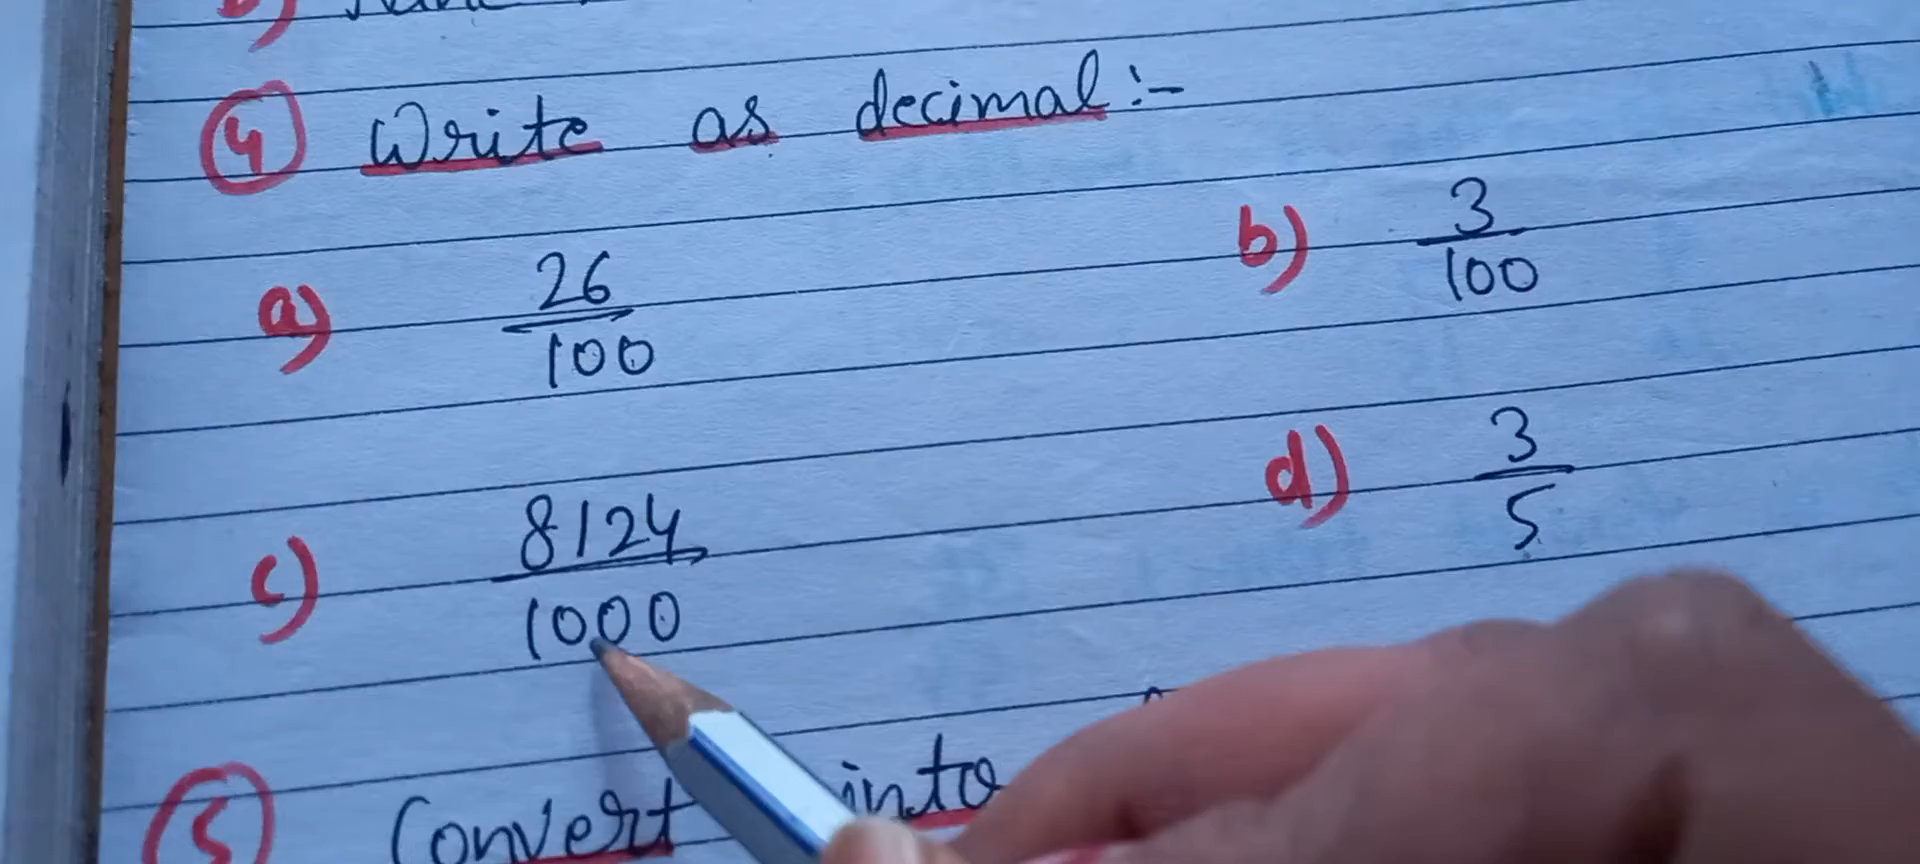 4 Write as decimal :-
a) 26/100 b) 3/100
c) 8124/1000 d) 3/5
5 Convert into